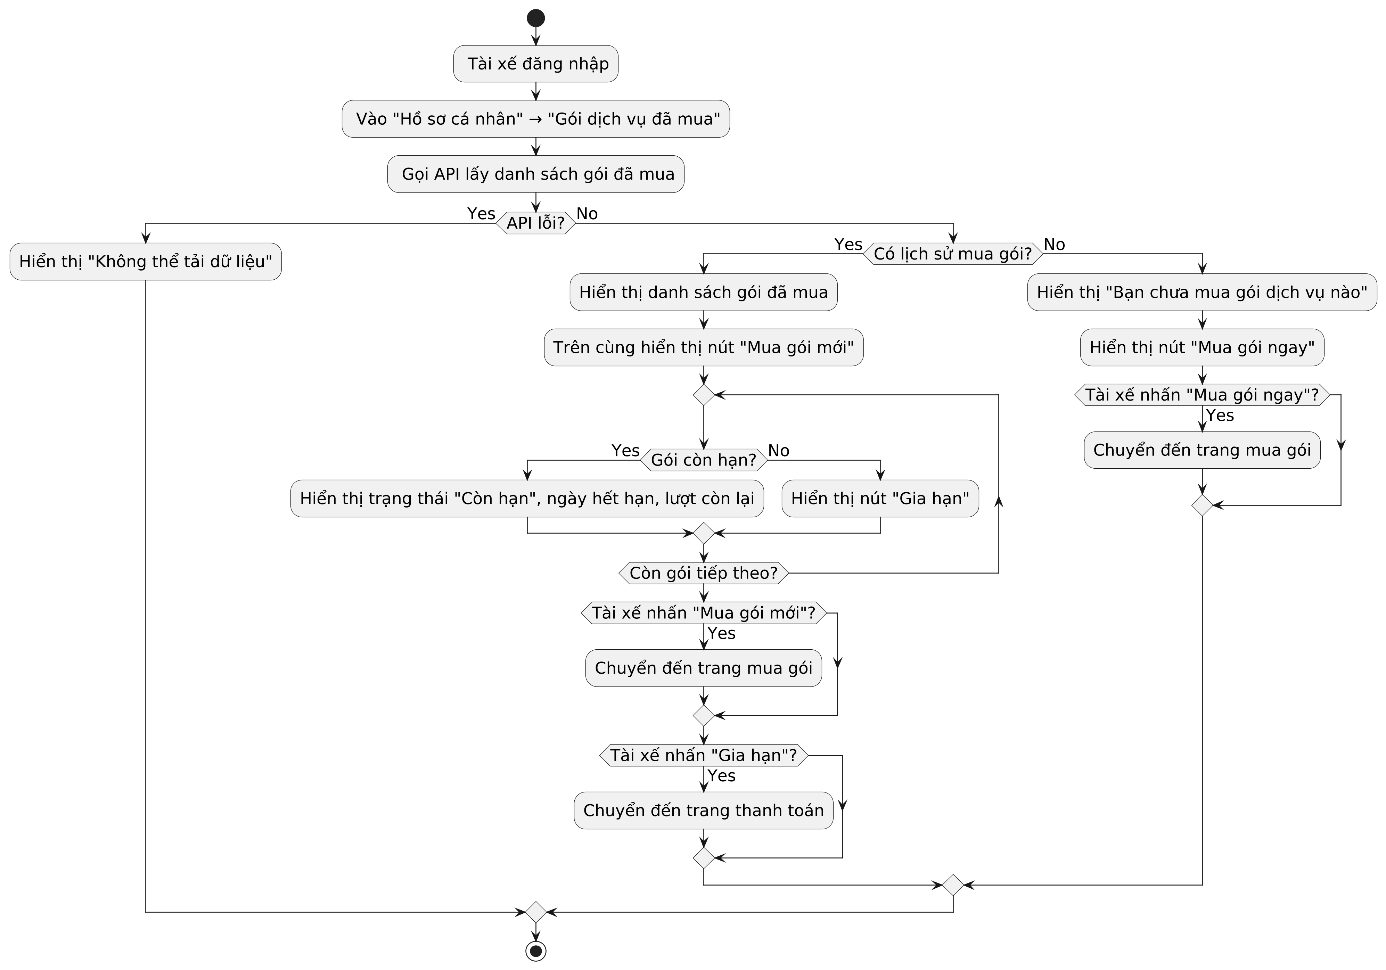 Tài xế đăng nhập
Vào "Hồ sơ cá nhân" → "Gói dịch vụ đã mua"
Gọi API lấy danh sách gói đã mua
Yes
API lỗi?
No
Hiển thị "Không thể tải dữ liệu"
Yes
Có lịch sử mua gói?
No
Hiển thị danh sách gói đã mua
Trên cùng hiển thị nút "Mua gói mới"
Yes
Gói còn hạn?
No
Hiển thị trạng thái "Còn hạn", ngày hết hạn, lượt còn lại
Hiển thị nút "Gia hạn"
Còn gói tiếp theo?
Tài xế nhấn "Mua gói mới"?
Yes
Chuyển đến trang mua gói
Tài xế nhấn "Gia hạn"?
Yes
Chuyển đến trang thanh toán
Hiển thị "Bạn chưa mua gói dịch vụ nào"
Hiển thị nút "Mua gói ngay"
Tài xế nhấn "Mua gói ngay"?
Yes
Chuyển đến trang mua gói